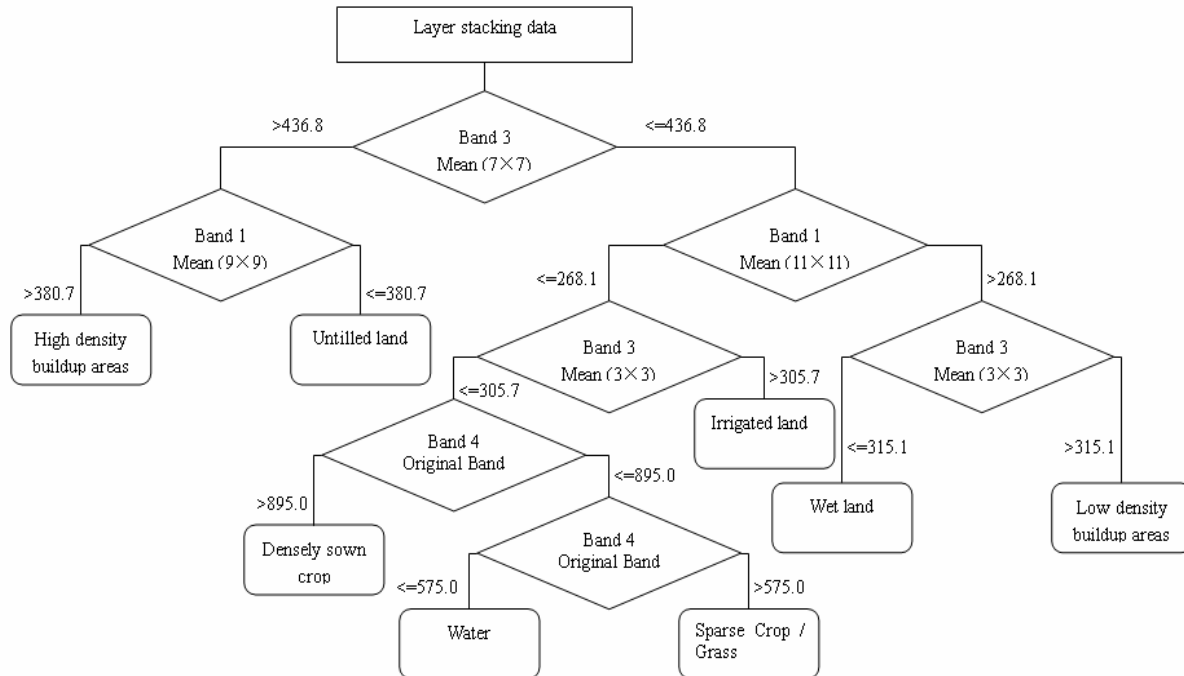 Layer stacking data
>436.8
<=436.8
Band 3
Mean (7×7)
Band 1
Mean (9×9)
Band 1
Mean (11×11)
>380.7
<=380.7
<=268.1
>268.1
High density
buildup areas
Untilled land
Band 3
Mean (3×3)
Band 3
Mean (3×3)
<=305.7
>305.7
Irrigated land
Band 4
Original Band
<=315.1
>315.1
>895.0
<=895.0
Wet land
Low density
buildup areas
Densely sown
crop
Band 4
Original Band
<=575.0
>575.0
Water
Sparse Crop /
Grass